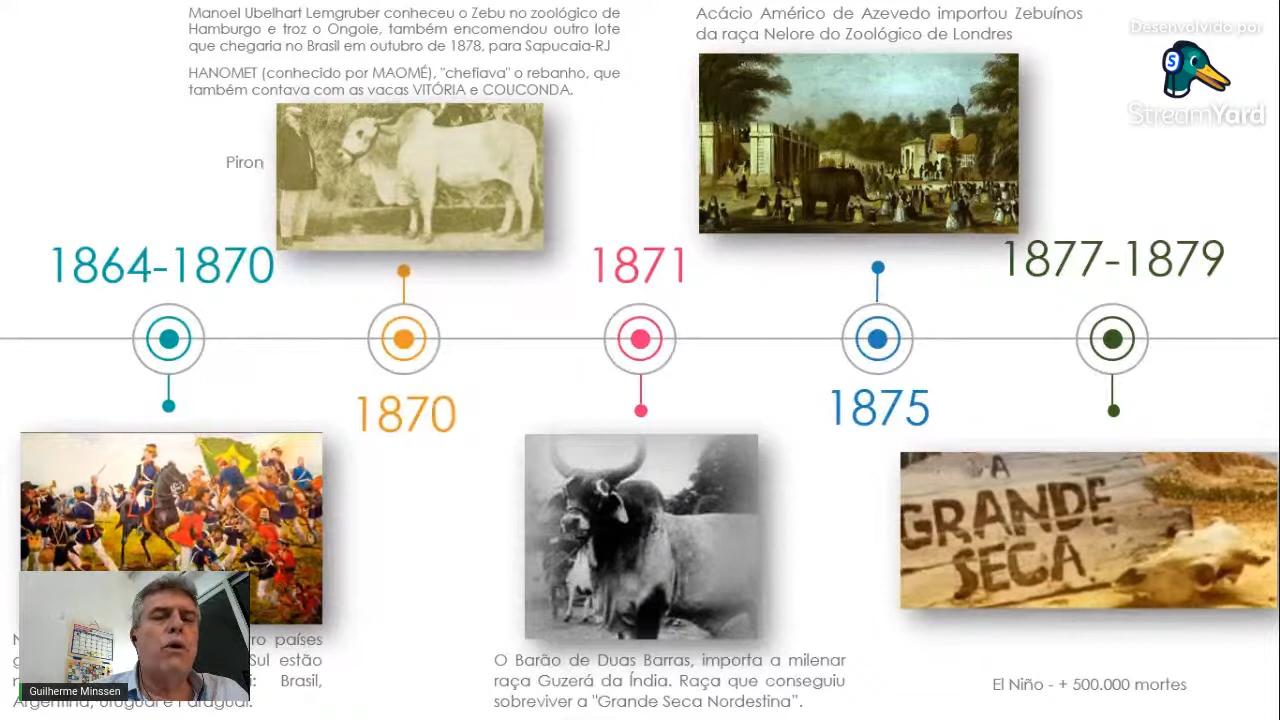 Manoel Ubelhart Lemgruber conheceu o Zebu no zoológico de
Hamburgo e troz o Ongole, também encomendou outro lote
que chegaria no Brasil em outubro de 1878, para Sapucaia-RJ
HANOMET (conhecido por MAOMÉ), "chefiava" o rebanho, que
também contava com as vacas VITÓRIA e COUCONDA.
Piron
Acácio Américo de Azevedo importou Zebuínos
da raça Nelore do Zoológico de Londres
Desenvolvido por
S
StreamYard
1864-1870
1871
1877-1879
1870
1875
A
GRANDE
SECA
ro países
Sul estão
Brasil,
Argentina, Uruguai e Paraguai.
Guilherme Minssen
O Barão de Duas Barras, importa a milenar
raça Guzerá da Índia. Raça que conseguiu
sobreviver a "Grande Seca Nordestina".
El Niño - + 500.000 mortes